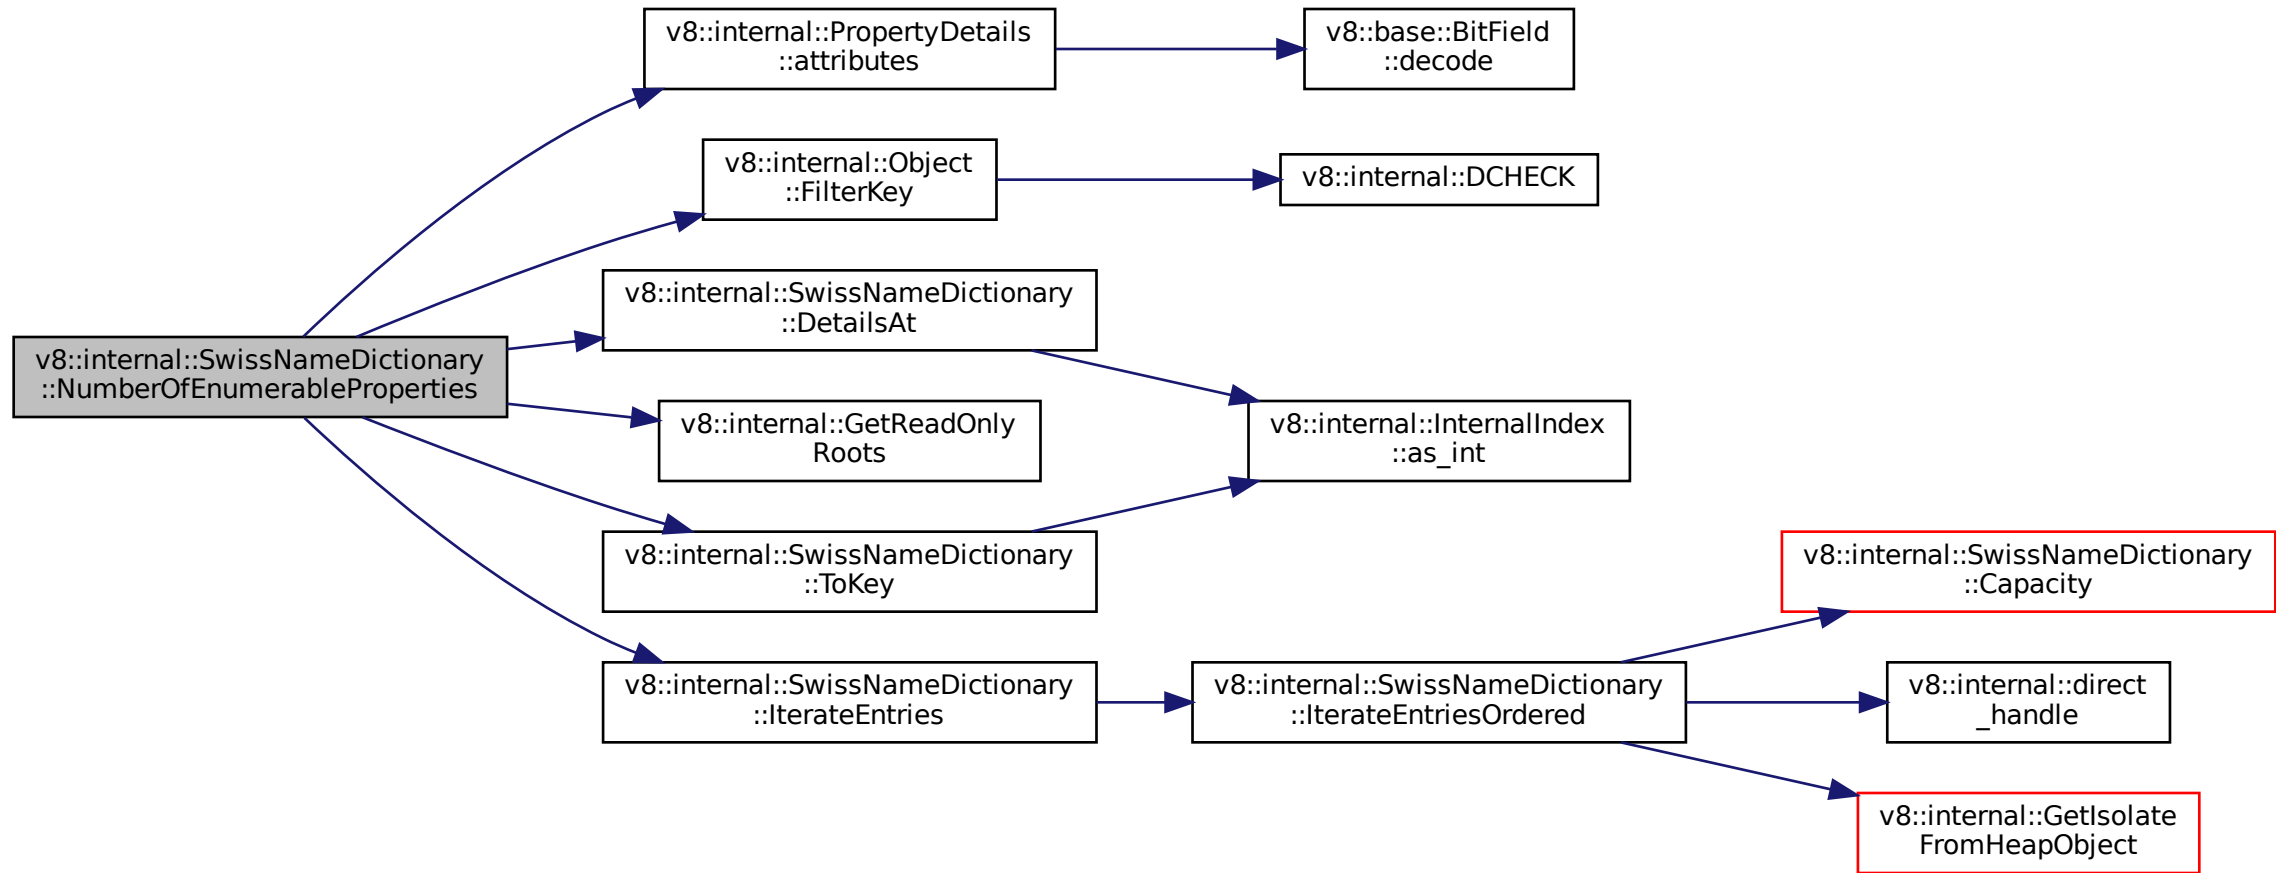 v8::internal::PropertyDetails
::attributes
v8::base::BitField
::decode
v8::internal::Object
::FilterKey
v8::internal::DCHECK
v8::internal::SwissNameDictionary
::DetailsAt
v8::internal::SwissNameDictionary
::NumberOfEnumerableProperties
v8::internal::GetReadOnly
Roots
v8::internal::InternalIndex
::as_int
v8::internal::SwissNameDictionary
::ToKey
v8::internal::SwissNameDictionary
::Capacity
v8::internal::SwissNameDictionary
::IterateEntries
v8::internal::SwissNameDictionary
::IterateEntriesOrdered
v8::internal::direct
_handle
v8::internal::GetIsolate
FromHeapObject